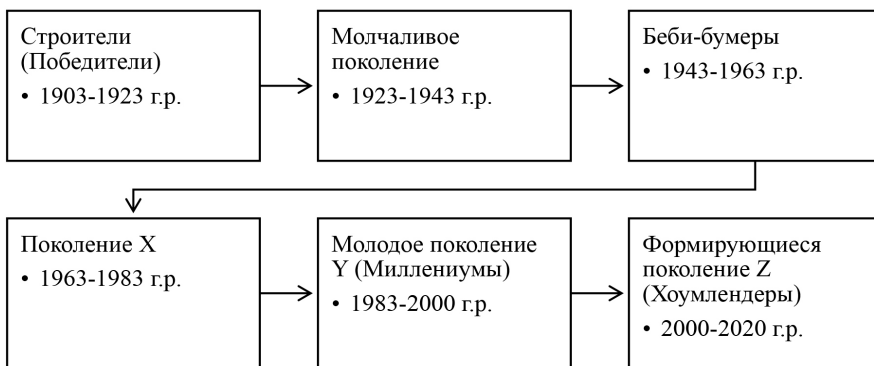 Строители
(Победители)
• 1903-1923 г.р.
Молчаливое
поколение
• 1923-1943 г.р.
Беби-бумеры
• 1943-1963 г.р.
Поколение X
• 1963-1983 г.р.
Молодое поколение
Y (Миллениумы)
• 1983-2000 г.р.
Формирующиеся
поколение Z
(Хоумлендеры)
• 2000-2020 г.р.